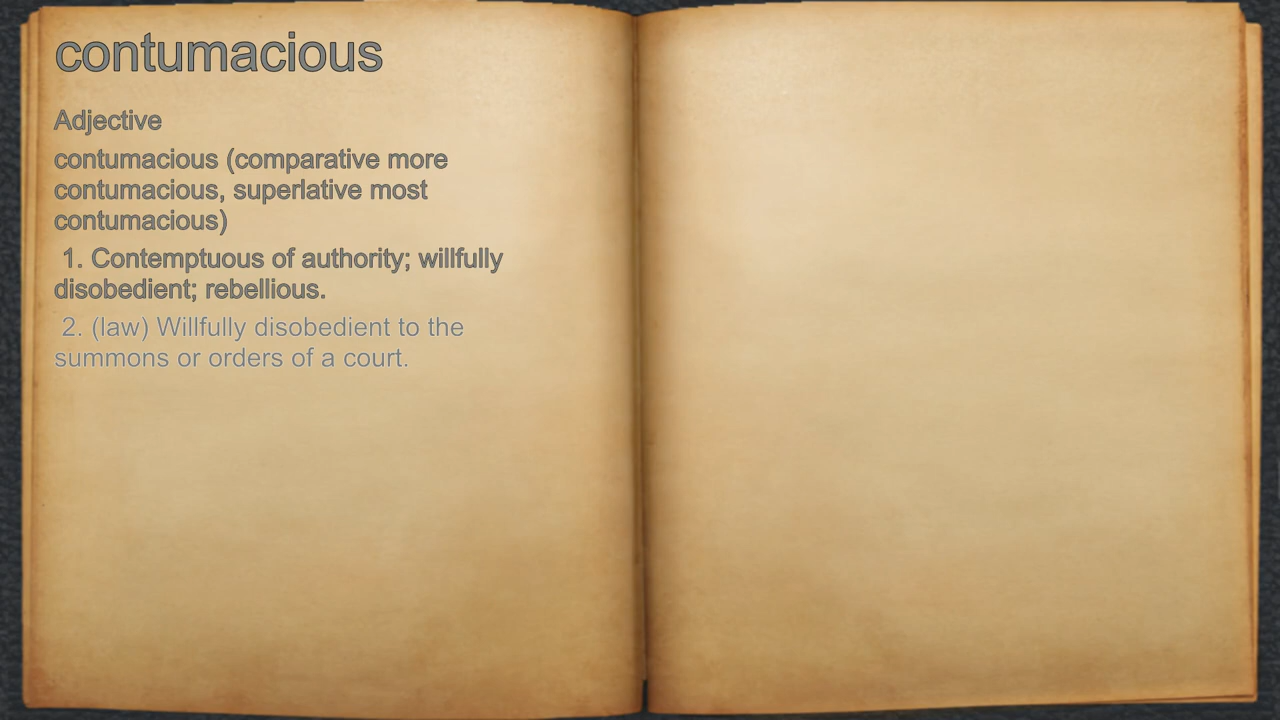 contumacious
Adjective
contumacious (comparative more
contumacious, superlative most
contumacious)
1. Contemptuous of authority; willfully
disobedient; rebellious.
2. (law) Willfully disobedient to the
summons or orders of a court.